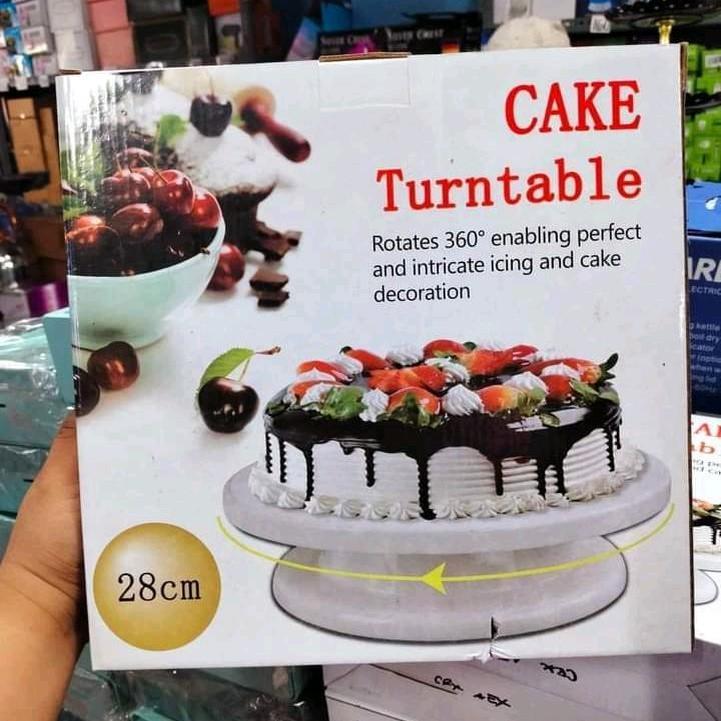 CAKE
Turntable
Rotates 360° enabling perfect
and intricate icing and cake
decoration
28cm